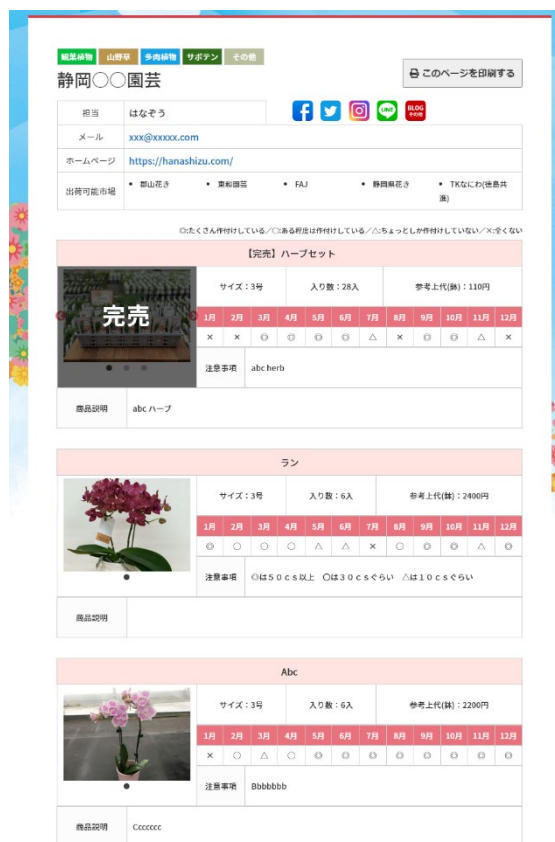 観葉植物 山野草 多肉植物 サボテン その他
静岡○○園芸
このページを印刷する
担当 はなぞう
LINE
BLOG
その他
メール xxx@xxxxx.com
ホームページ https://hanashizu.com/
出荷可能市場 • 郡山花き • 東和園芸 • FAJ • 静岡県花き • TKなにわ(徳島共進)
◎:たくさん作付けしている／○:ある程度は作付けしている／△:ちょっとしか作付けしていない／×:全くない
【完売】ハーブセット
完売
サイズ：3号 入り数：28入 参考上代(鉢)：110円
1月 2月 3月 4月 5月 6月 7月 8月 9月 10月 11月 12月
× × ◎ ◎ ◎ ◎ △ × ◎ ◎ △ ×
注意事項 abc herb
商品説明 abc ハーブ
ラン
サイズ：3号 入り数：6入 参考上代(鉢)：2400円
1月 2月 3月 4月 5月 6月 7月 8月 9月 10月 11月 12月
◎ ○ ○ ○ △ △ × ○ ◎ ◎ △ ◎
注意事項 ◎は５０ｃｓ以上 〇は３０ｃｓぐらい △は１０ｃｓぐらい
商品説明
Abc
サイズ：3号 入り数：6入 参考上代(鉢)：2200円
1月 2月 3月 4月 5月 6月 7月 8月 9月 10月 11月 12月
× ○ △ ○ ◎ ◎ ◎ ◎ ◎ ◎ ◎ ◎
注意事項 Bbbbbbb
商品説明 Ccccccc